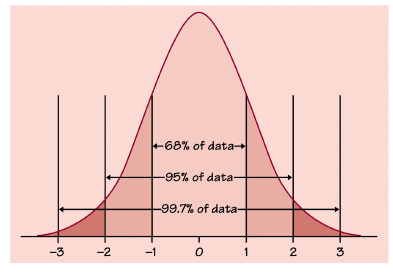 68% of data
95% of data
99.7% of data
-3 -2 -1 0 1 2 3